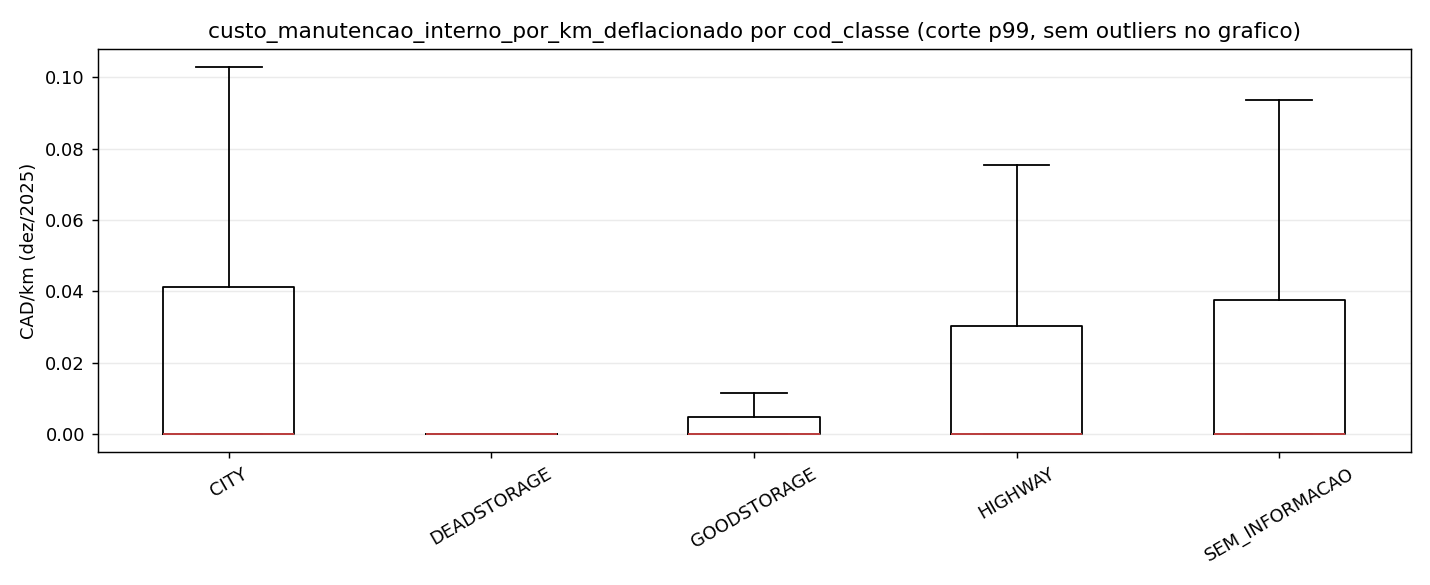 custo_manutencao_interno_por_km_deflacionado por cod_classe (corte p99, sem outliers no grafico)
CAD/km (dez/2025)
0.10
0.08
0.06
0.04
0.02
0.00
CITY
DEADSTORAGE
GOODSTORAGE
HIGHWAY
SEM_INFORMACAO